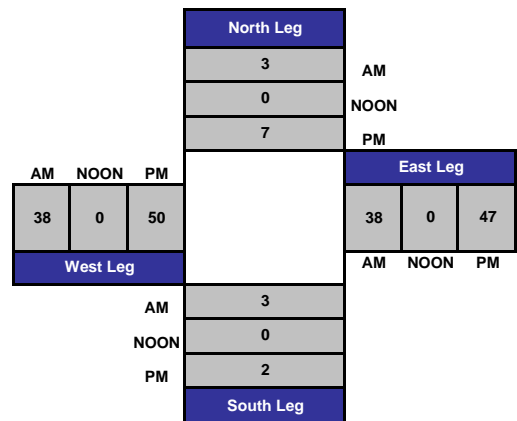 North Leg
3 AM
0 NOON
7 PM
AM NOON PM
East Leg
38 0 50
38 0 47
West Leg
AM NOON PM
AM 3
NOON 0
PM 2
South Leg